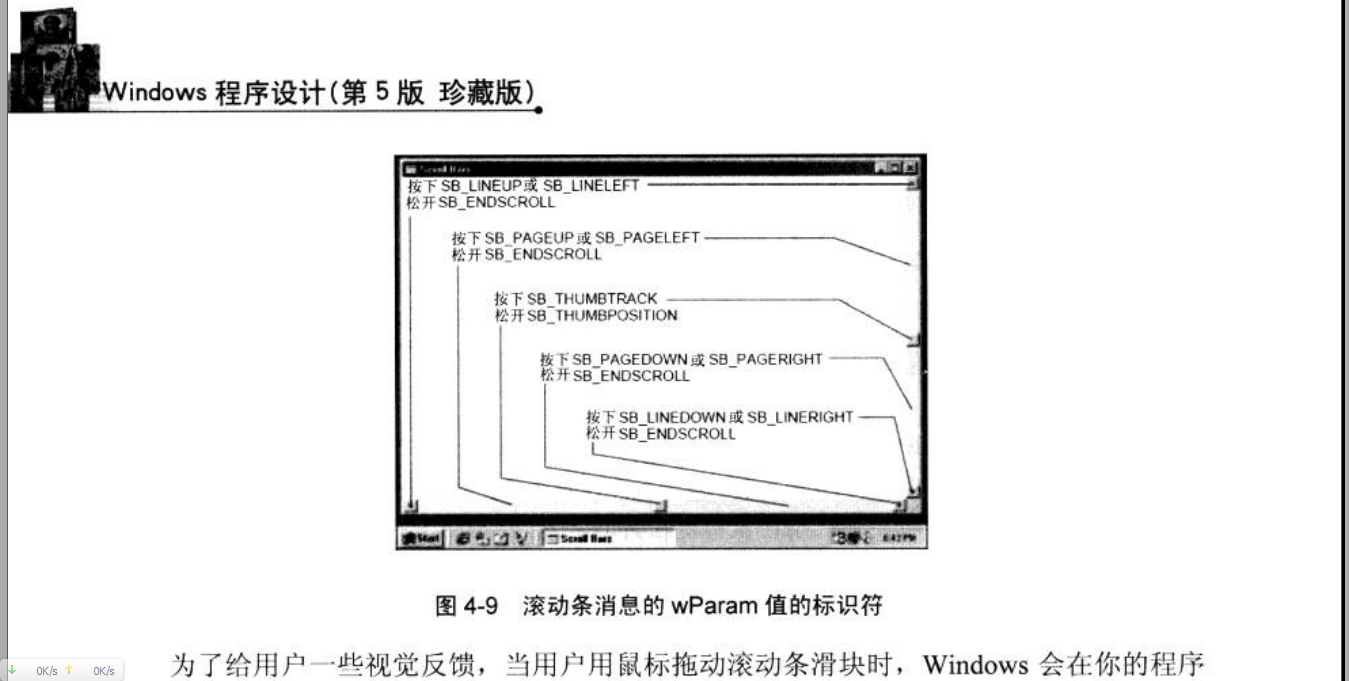 Windows 程序设计(第 5 版 珍藏版)
Scroll Bars
按下 SB_LINEUP 或 SB_LINELEFT
松开 SB_ENDSCROLL
按下 SB_PAGEUP 或 SB_PAGELEFT
松开 SB_ENDSCROLL
按下 SB_THUMBTRACK
松开 SB_THUMBPOSITION
按下 SB_PAGEDOWN 或 SB_PAGERIGHT
松开 SB_ENDSCROLL
按下 SB_LINEDOWN 或 SB_LINERIGHT
松开 SB_ENDSCROLL
Start Scroll Bars
图 4-9 滚动条消息的 wParam 值的标识符
为了给用户一些视觉反馈，当用户用鼠标拖动滚动条滑块时，Windows 会在你的程序
↓ 0K/s ↑ 0K/s